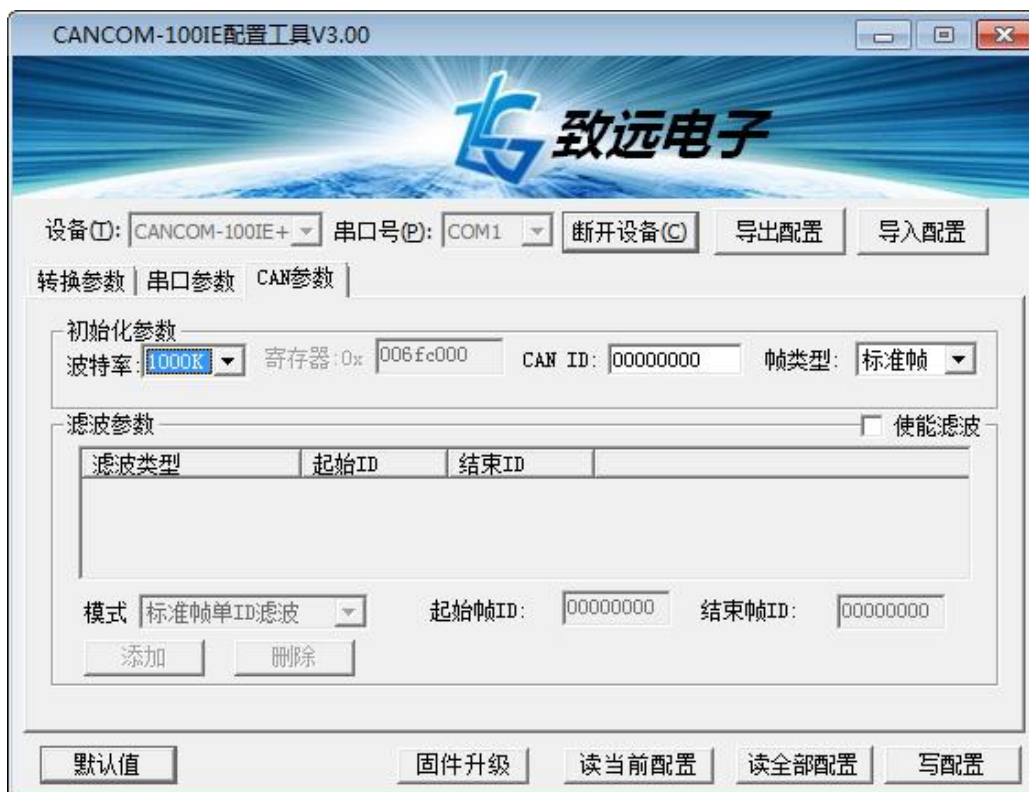 CANCOM-100IE配置工具V3.00
致远电子
设备(T): CANCOM-100IE+ 串口号(P): COM1 断开设备(C) 导出配置 导入配置
转换参数 串口参数 CAN参数
初始化参数
波特率: 1000K 寄存器:0x 006fc000 CAN ID: 00000000 帧类型: 标准帧
滤波参数 使能滤波
滤波类型 起始ID 结束ID
模式 标准帧单ID滤波 起始帧ID: 00000000 结束帧ID: 00000000
添加 删除
默认值 固件升级 读当前配置 读全部配置 写配置